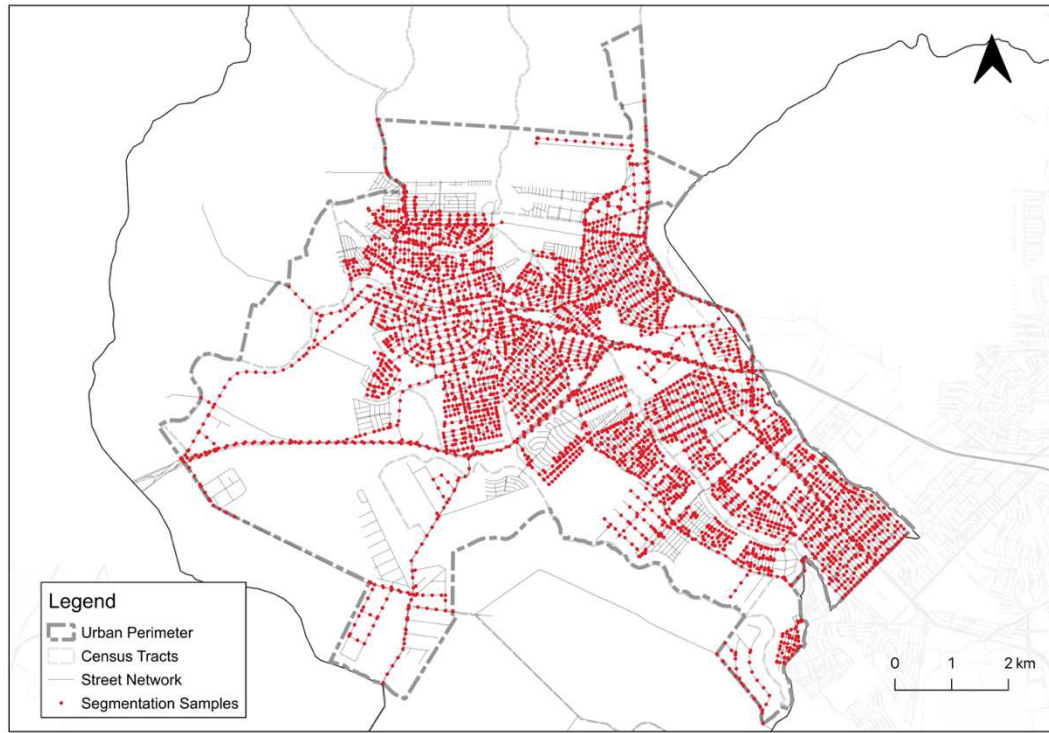 Legend
Urban Perimeter
Census Tracts
Street Network
Segmentation Samples
0 1 2 km